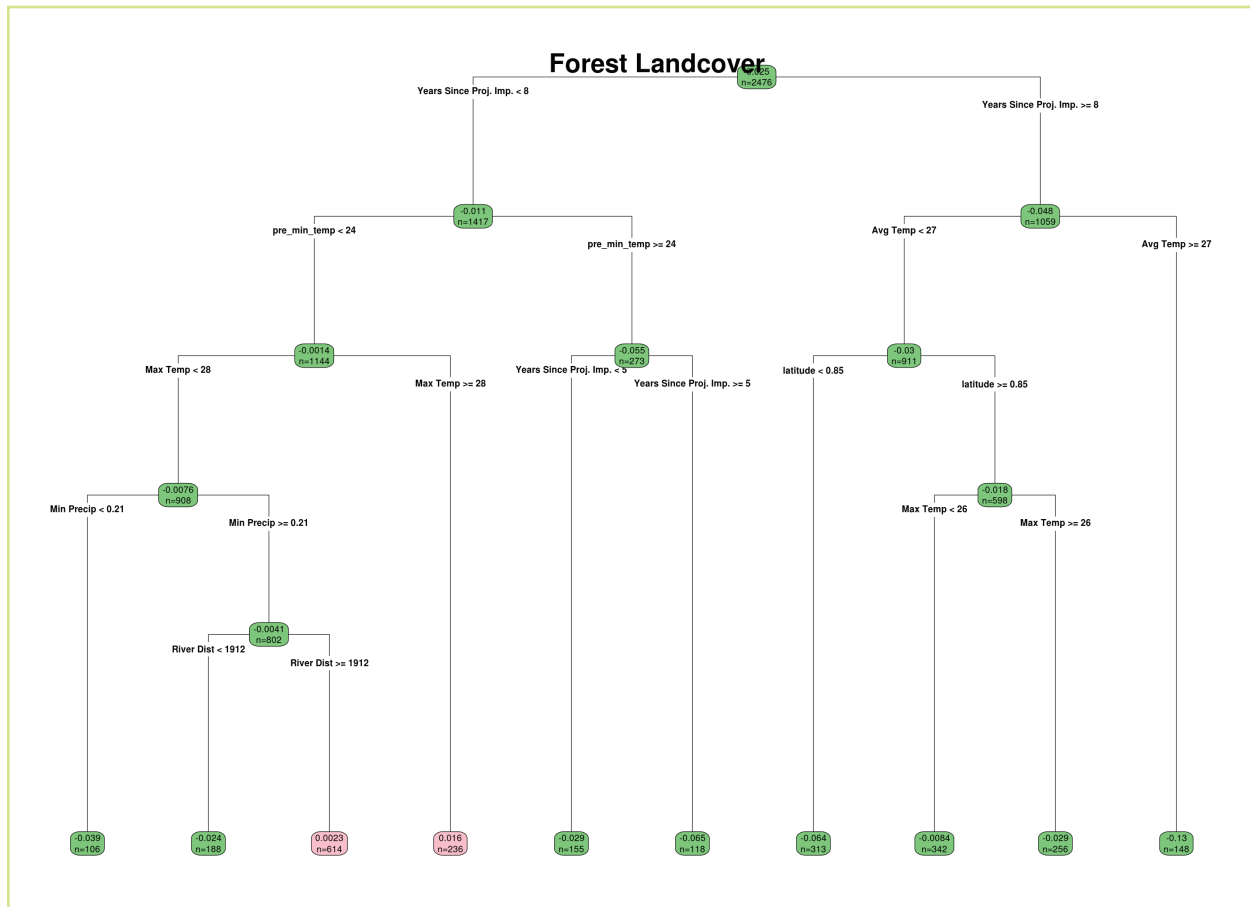 Forest Landcover
n=2476
Years Since Proj. Imp. < 8
Years Since Proj. Imp. >= 8
-0.011
n=1417
-0.048
n=1059
pre_min_temp < 24
pre_min_temp >= 24
Avg Temp < 27
Avg Temp >= 27
-0.0014
n=1144
-0.055
n=273
-0.03
n=911
Max Temp < 28
Max Temp >= 28
Years Since Proj. Imp. < 5
Years Since Proj. Imp. >= 5
latitude < 0.85
latitude >= 0.85
-0.0076
n=908
-0.018
n=598
Min Precip < 0.21
Min Precip >= 0.21
Max Temp < 26
Max Temp >= 26
-0.0041
n=802
River Dist < 1912
River Dist >= 1912
-0.039
n=106
-0.024
n=188
0.0023
n=614
0.016
n=236
-0.029
n=155
-0.065
n=118
-0.064
n=313
-0.0084
n=342
-0.029
n=256
-0.13
n=148